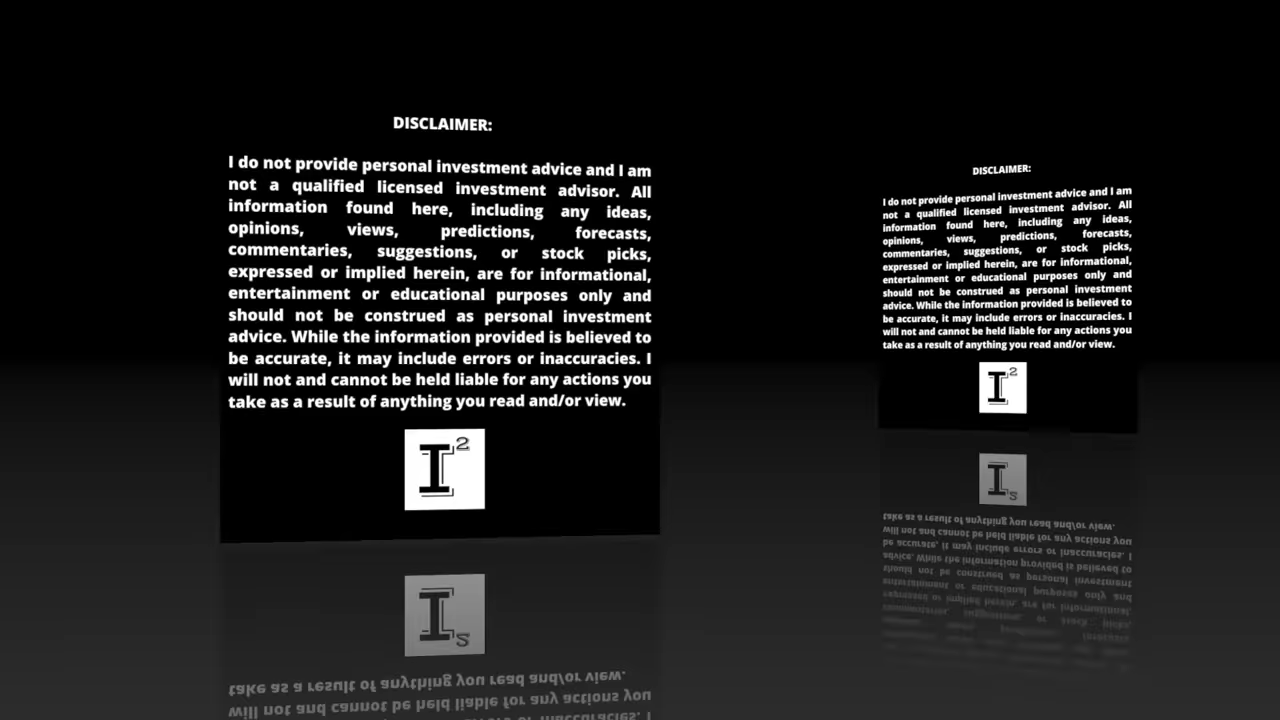 DISCLAIMER:
I do not provide personal investment advice and I am
not a qualified licensed investment advisor. All
information found here, including any ideas,
opinions, views, predictions, forecasts,
commentaries, suggestions, or stock picks,
expressed or implied herein, are for informational,
entertainment or educational purposes only and
should not be construed as personal investment
advice. While the information provided is believed to
be accurate, it may include errors or inaccuracies. I
will not and cannot be held liable for any actions you
take as a result of anything you read and/or view.
I2
DISCLAIMER:
I do not provide personal investment advice and I am
not a qualified licensed investment advisor. All
information found here, including any ideas,
opinions, views, predictions, forecasts,
commentaries, suggestions, or stock picks,
expressed or implied herein, are for informational,
entertainment or educational purposes only and
should not be construed as personal investment
advice. While the information provided is believed to
be accurate, it may include errors or inaccuracies. I
will not and cannot be held liable for any actions you
take as a result of anything you read and/or view.
I2